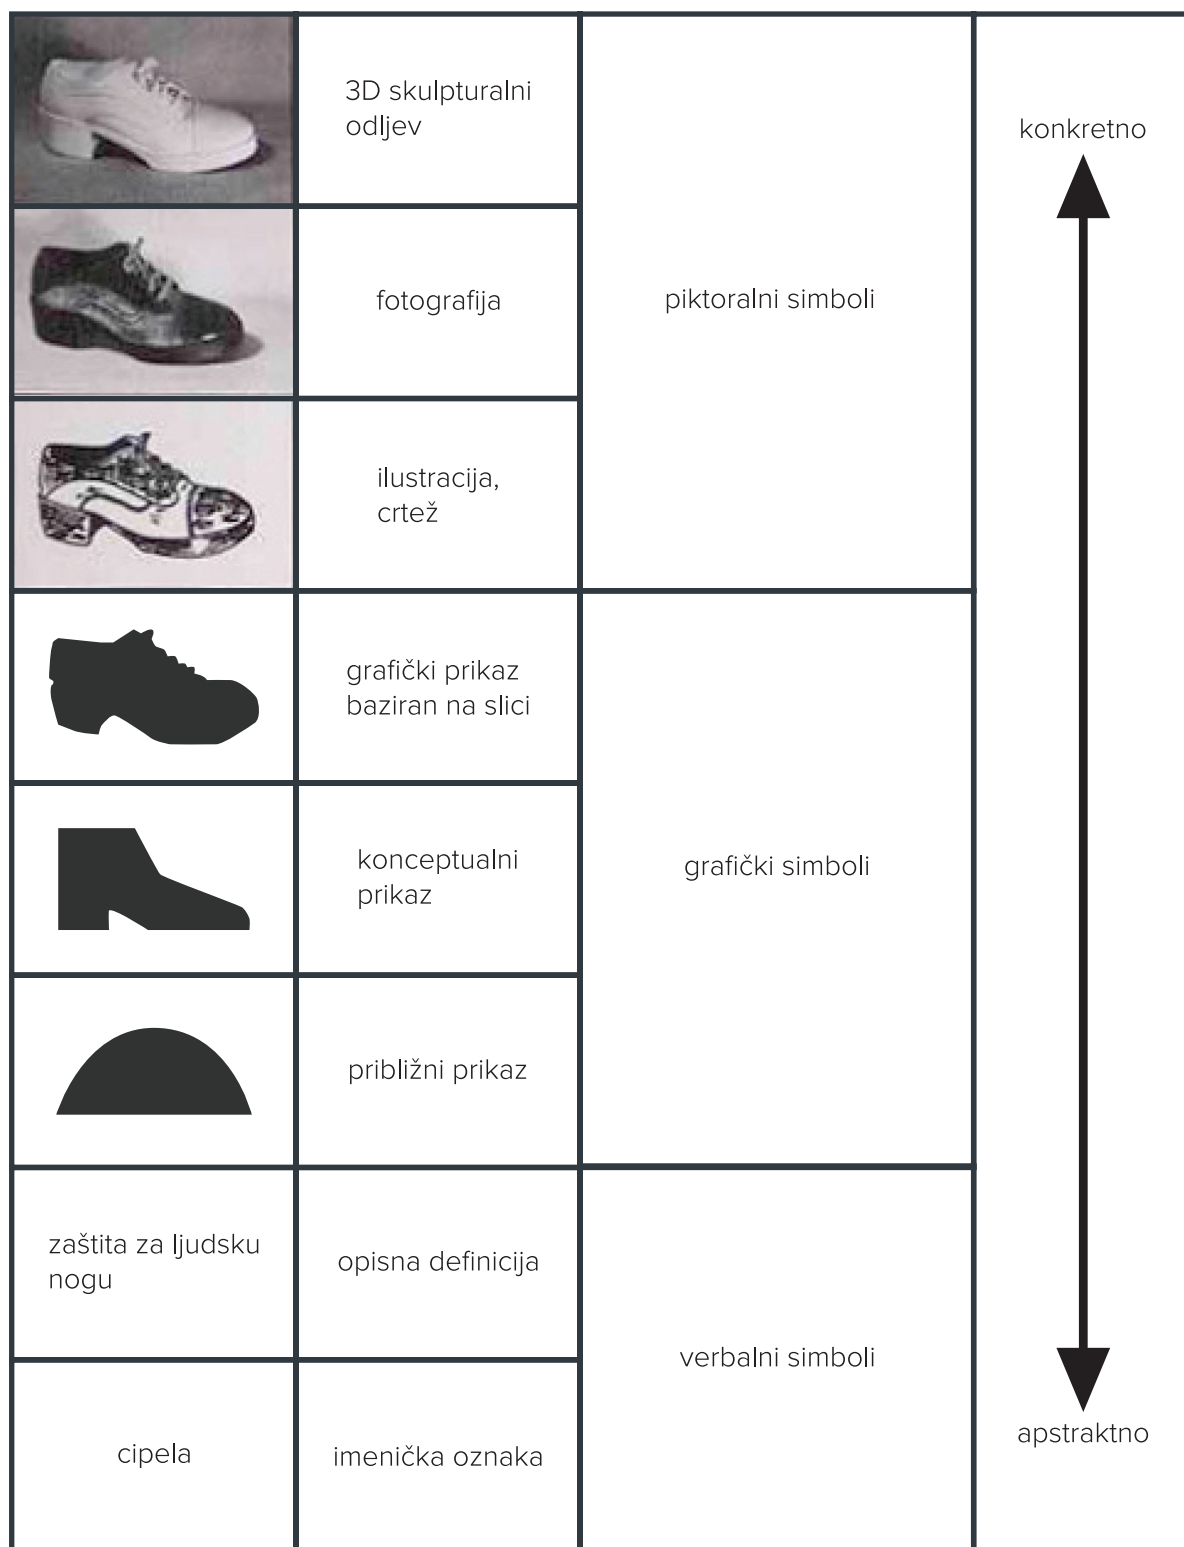 3D skulpturalni
odljev
konkretno
fotografija
piktoralni simboli
ilustracija,
crtež
grafički prikaz
baziran na slici
konceptualni
prikaz
grafički simboli
približni prikaz
zaštita za ljudsku
nogu
opisna definicija
verbalni simboli
apstraktno
cipela
imenička oznaka